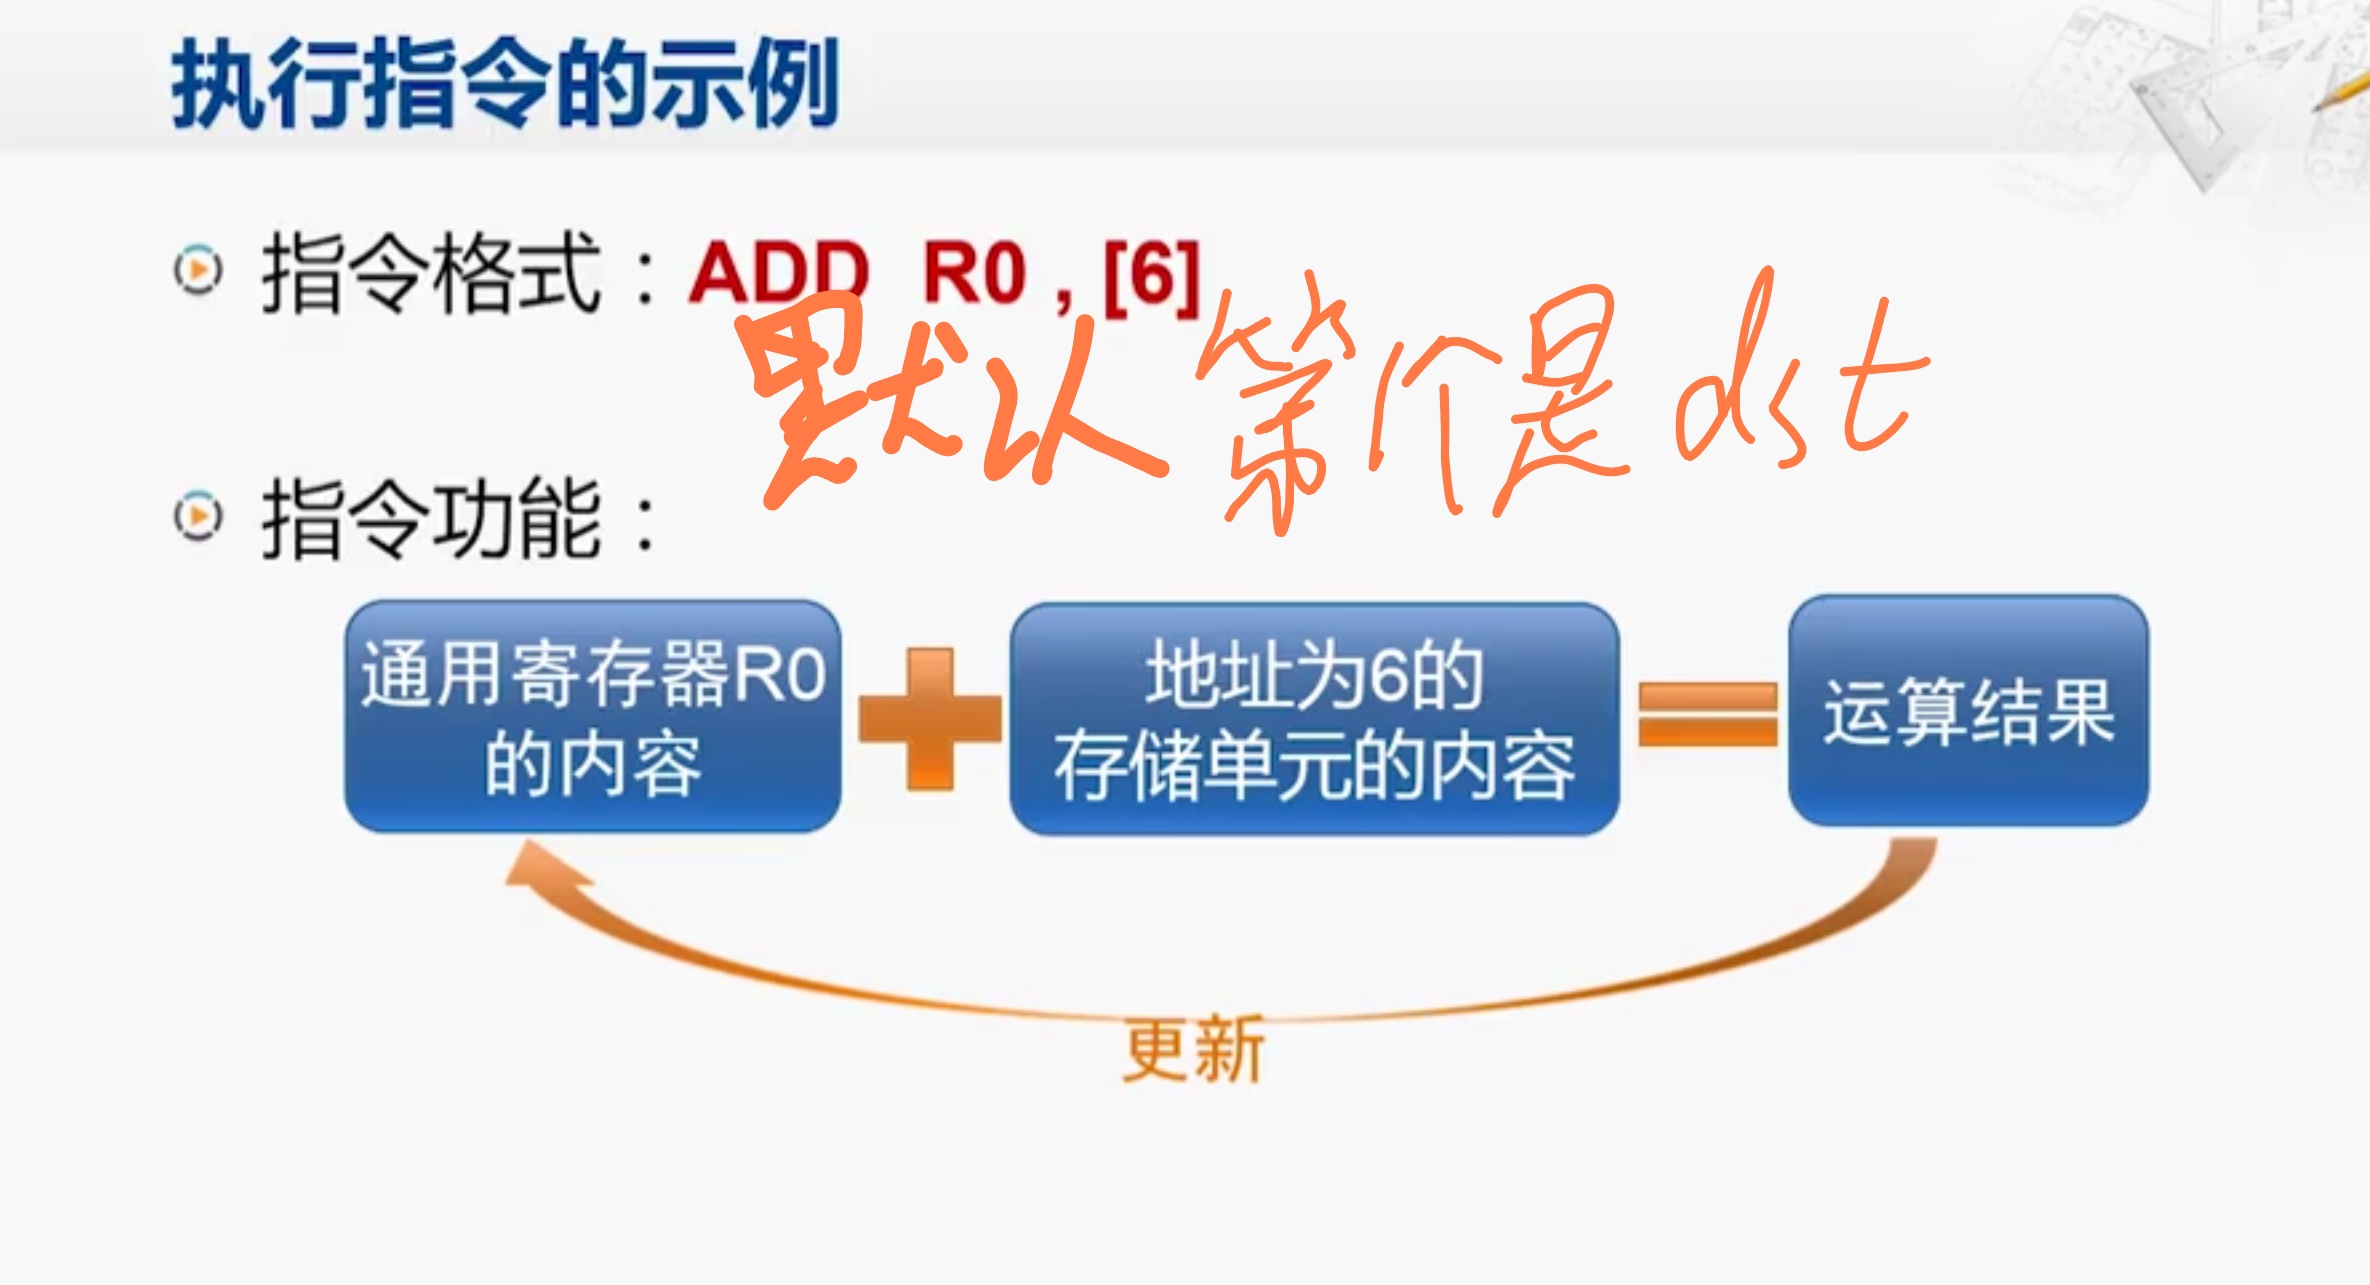 执行指令的示例
指令格式：ADD R0 , [6]
默认第个是dst
指令功能：
通用寄存器R0
的内容
地址为6的
存储单元的内容
运算结果
更新